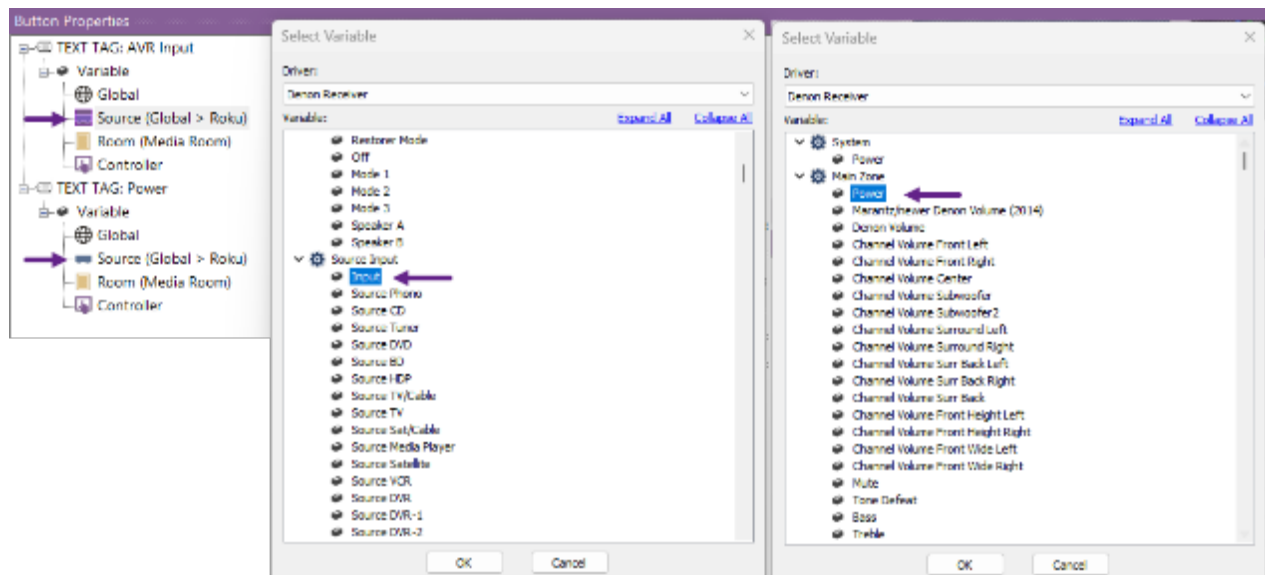 Button Properties
TEXT TAG: AVR Input
Variable
Global
Source (Global > Roku)
Room (Media Room)
Controller
TEXT TAG: Power
Variable
Global
Source (Global > Roku)
Room (Media Room)
Controller
Select Variable
Driver:
Denon Receiver
Variable: Expand All Collapse All
Restorer Mode
Off
Mode 1
Mode 2
Mode 3
Speaker A
Speaker B
Source Input
Input
Source Phono
Source CD
Source Tuner
Source DVD
Source BD
Source HDP
Source TV/Cable
Source TV
Source Sat/Cable
Source Media Player
Source Satellite
Source VCR
Source DVR
Source DVR-1
Source DVR-2
OK Cancel
Select Variable
Driver:
Denon Receiver
Variable: Expand All Collapse All
System
Power
Main Zone
Power
Marantz/newer Denon Volume (2014)
Denon Volume
Channel Volume Front Left
Channel Volume Front Right
Channel Volume Center
Channel Volume Subwoofer
Channel Volume Subwoofer2
Channel Volume Surround Left
Channel Volume Surround Right
Channel Volume Surr Back Left
Channel Volume Surr Back Right
Channel Volume Surr Back
Channel Volume Front Height Left
Channel Volume Front Height Right
Channel Volume Front Wide Left
Channel Volume Front Wide Right
Mute
Tone Defeat
Bass
Treble
OK Cancel